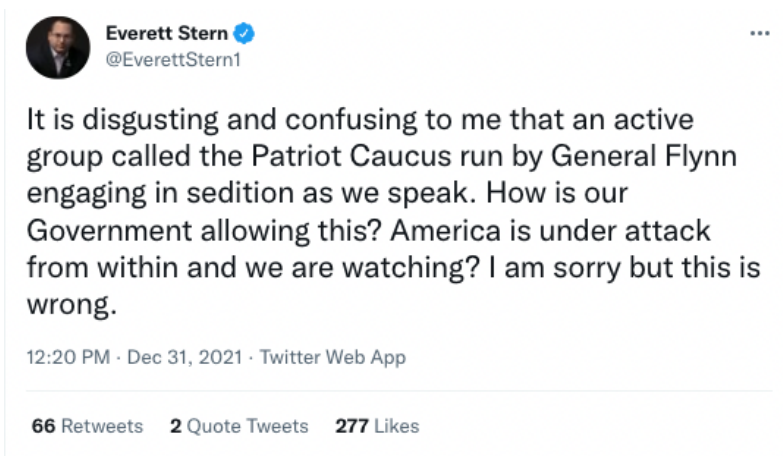 Everett Stern
@EverettStern1
It is disgusting and confusing to me that an active
group called the Patriot Caucus run by General Flynn
engaging in sedition as we speak. How is our
Government allowing this? America is under attack
from within and we are watching? I am sorry but this is
wrong.
12:20 PM · Dec 31, 2021 · Twitter Web App
66 Retweets 2 Quote Tweets 277 Likes